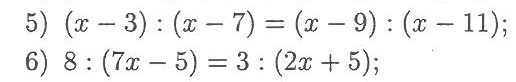 5) (x − 3) : (x − 7) = (x − 9) : (x − 11);
6) 8 : (7x − 5) = 3 : (2x + 5);